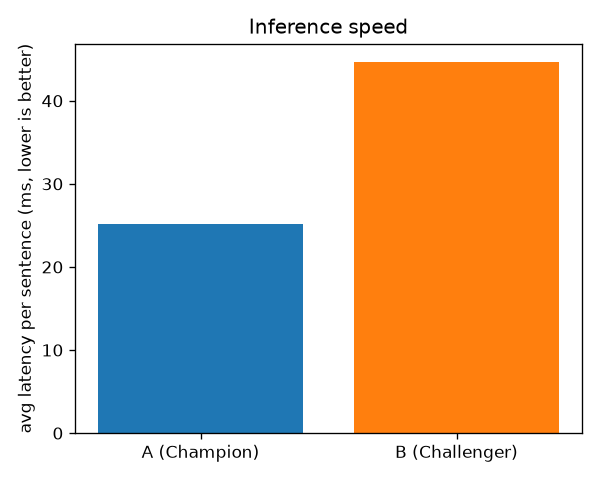 Inference speed
avg latency per sentence (ms, lower is better)
40
30
20
10
0
A (Champion)
B (Challenger)